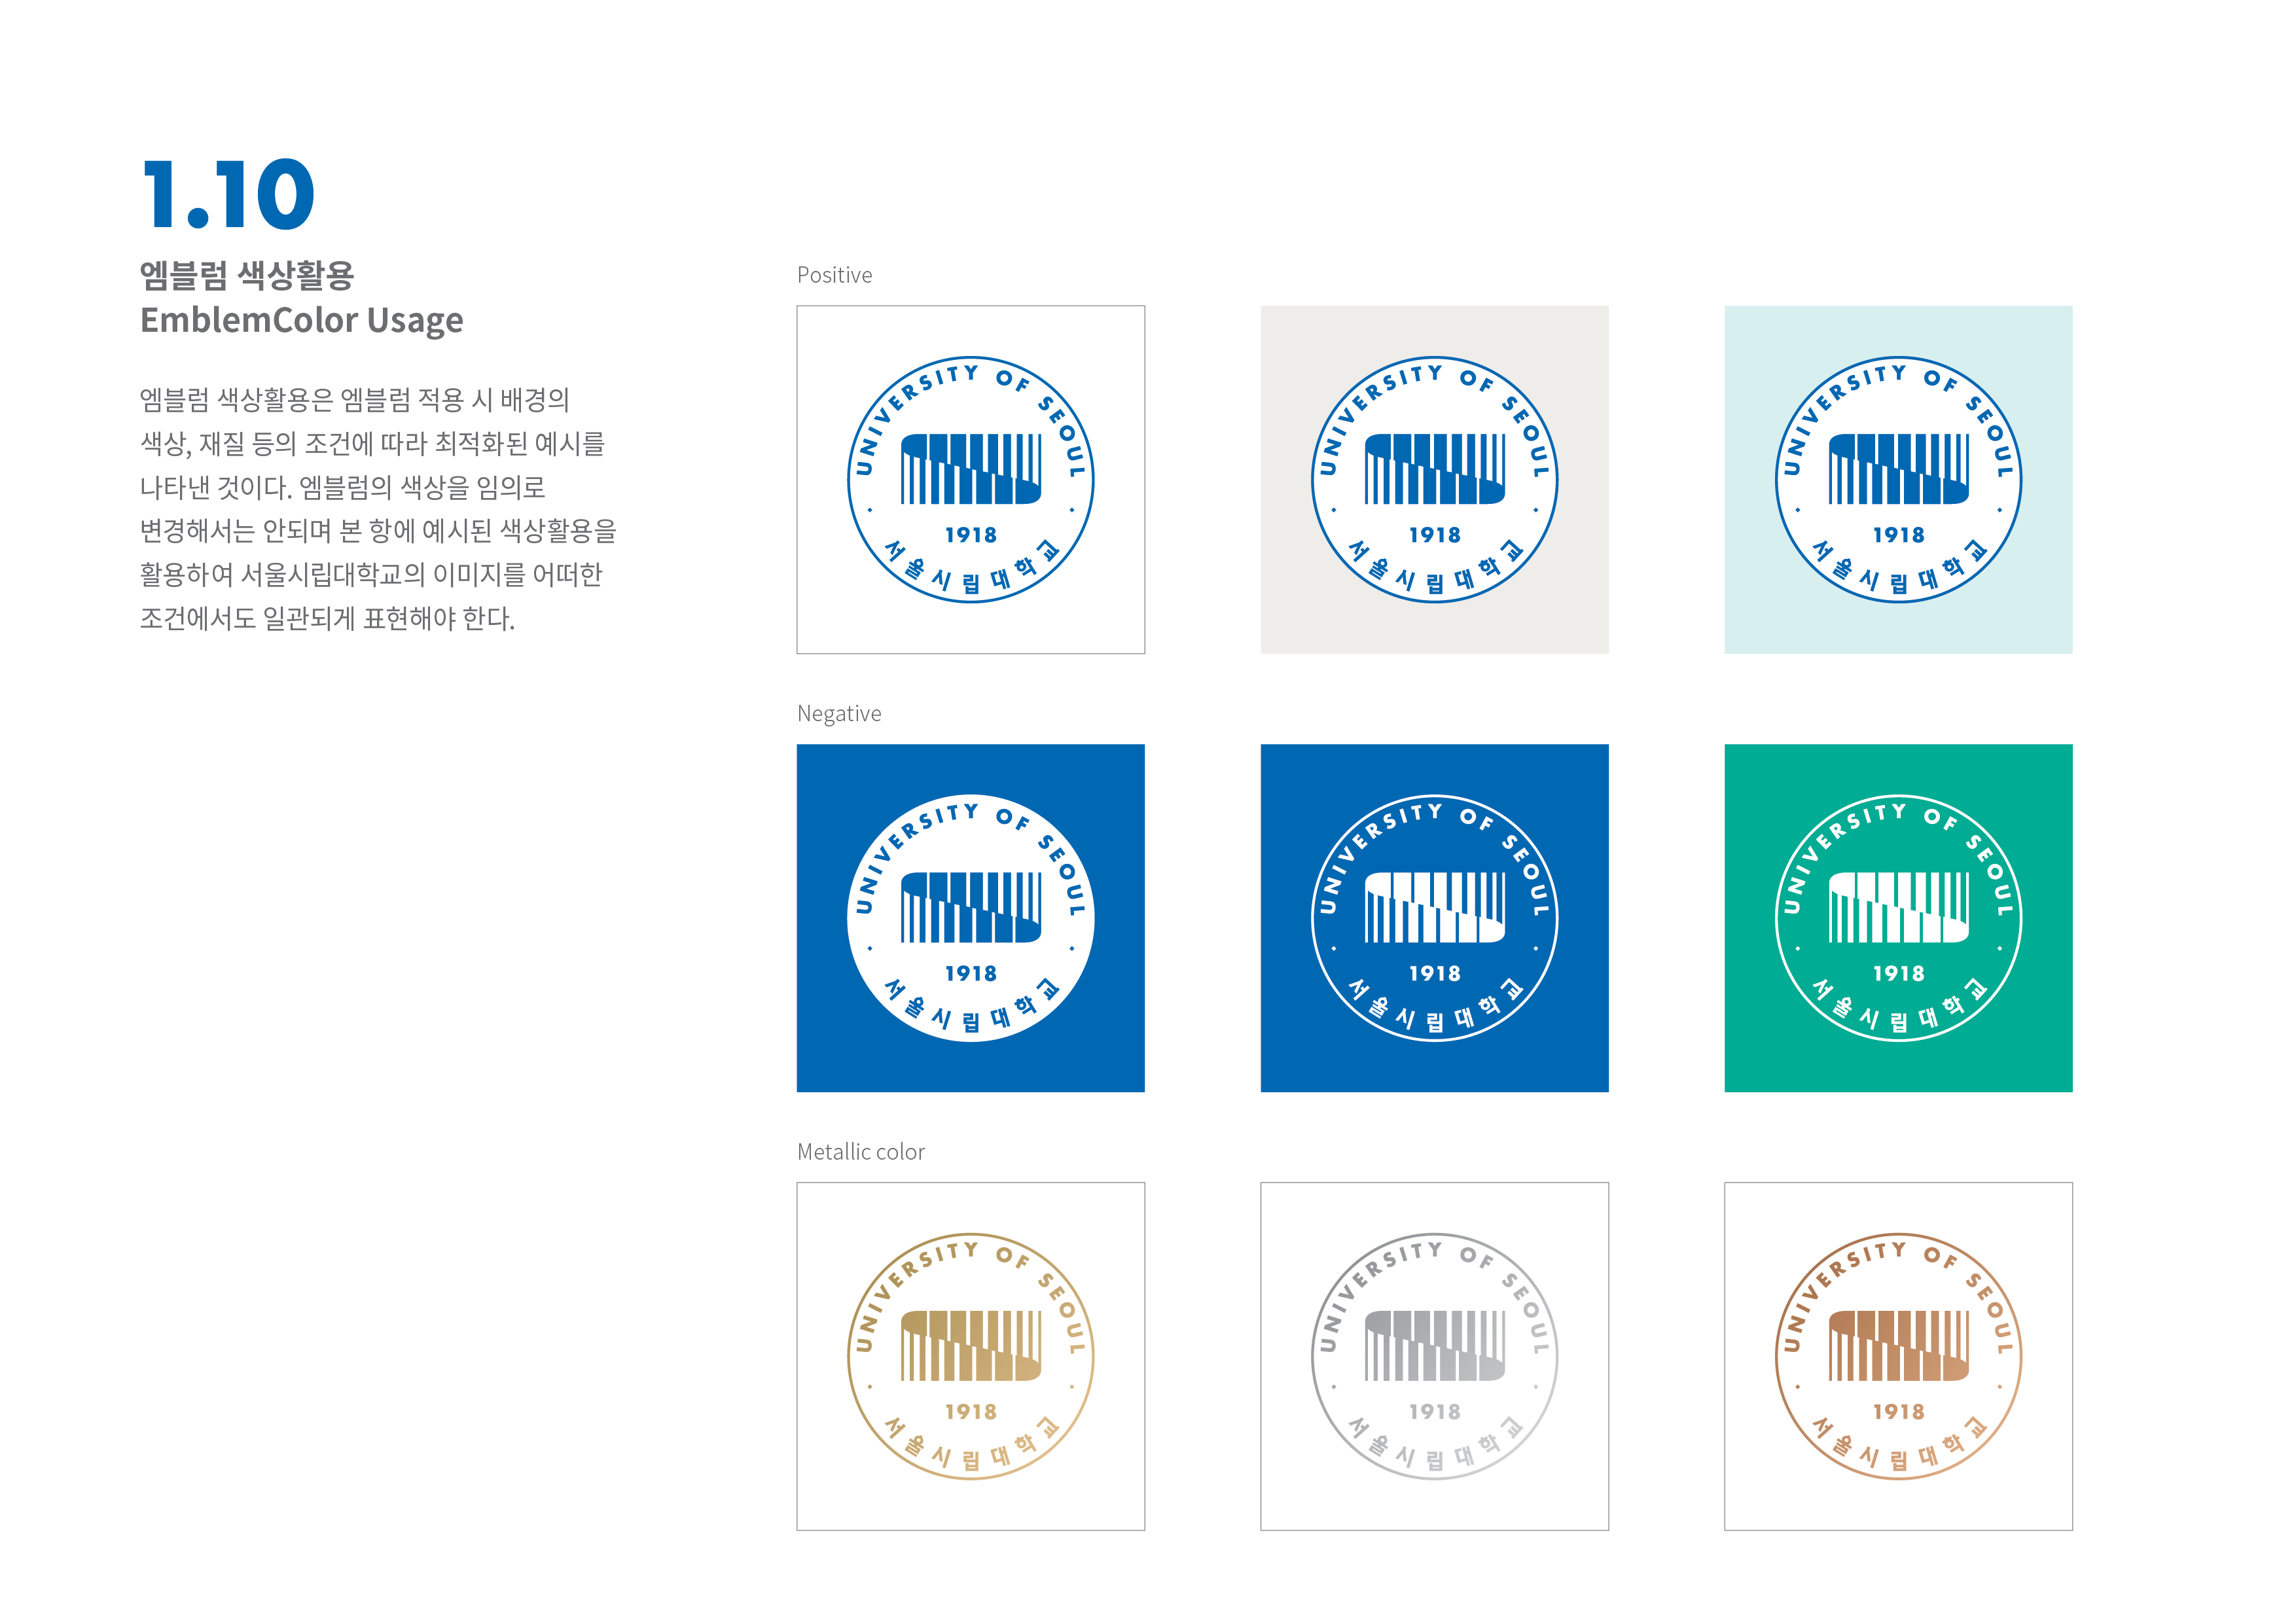 1.10
엠블럼 색상활용
EmblemColor Usage
엠블럼 색상활용은 엠블럼 적용 시 배경의
색상, 재질 등의 조건에 따라 최적화된 예시를
나타낸 것이다. 엠블럼의 색상을 임의로
변경해서는 안되며 본 항에 예시된 색상활용을
활용하여 서울시립대학교의 이미지를 어떠한
조건에서도 일관되게 표현해야 한다.
Positive
UNIVERSITY OF SEOUL
1918
서울시립대학교
UNIVERSITY OF SEOUL
1918
서울시립대학교
UNIVERSITY OF SEOUL
1918
서울시립대학교
Negative
UNIVERSITY OF SEOUL
1918
서울시립대학교
UNIVERSITY OF SEOUL
1918
서울시립대학교
UNIVERSITY OF SEOUL
1918
서울시립대학교
Metallic color
UNIVERSITY OF SEOUL
1918
서울시립대학교
UNIVERSITY OF SEOUL
1918
서울시립대학교
UNIVERSITY OF SEOUL
1918
서울시립대학교